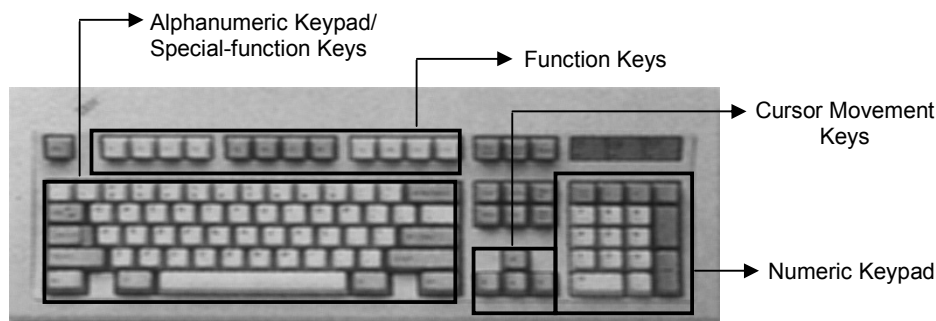 Alphanumeric Keypad/
Special-function Keys
Function Keys
Cursor Movement
Keys
Numeric Keypad